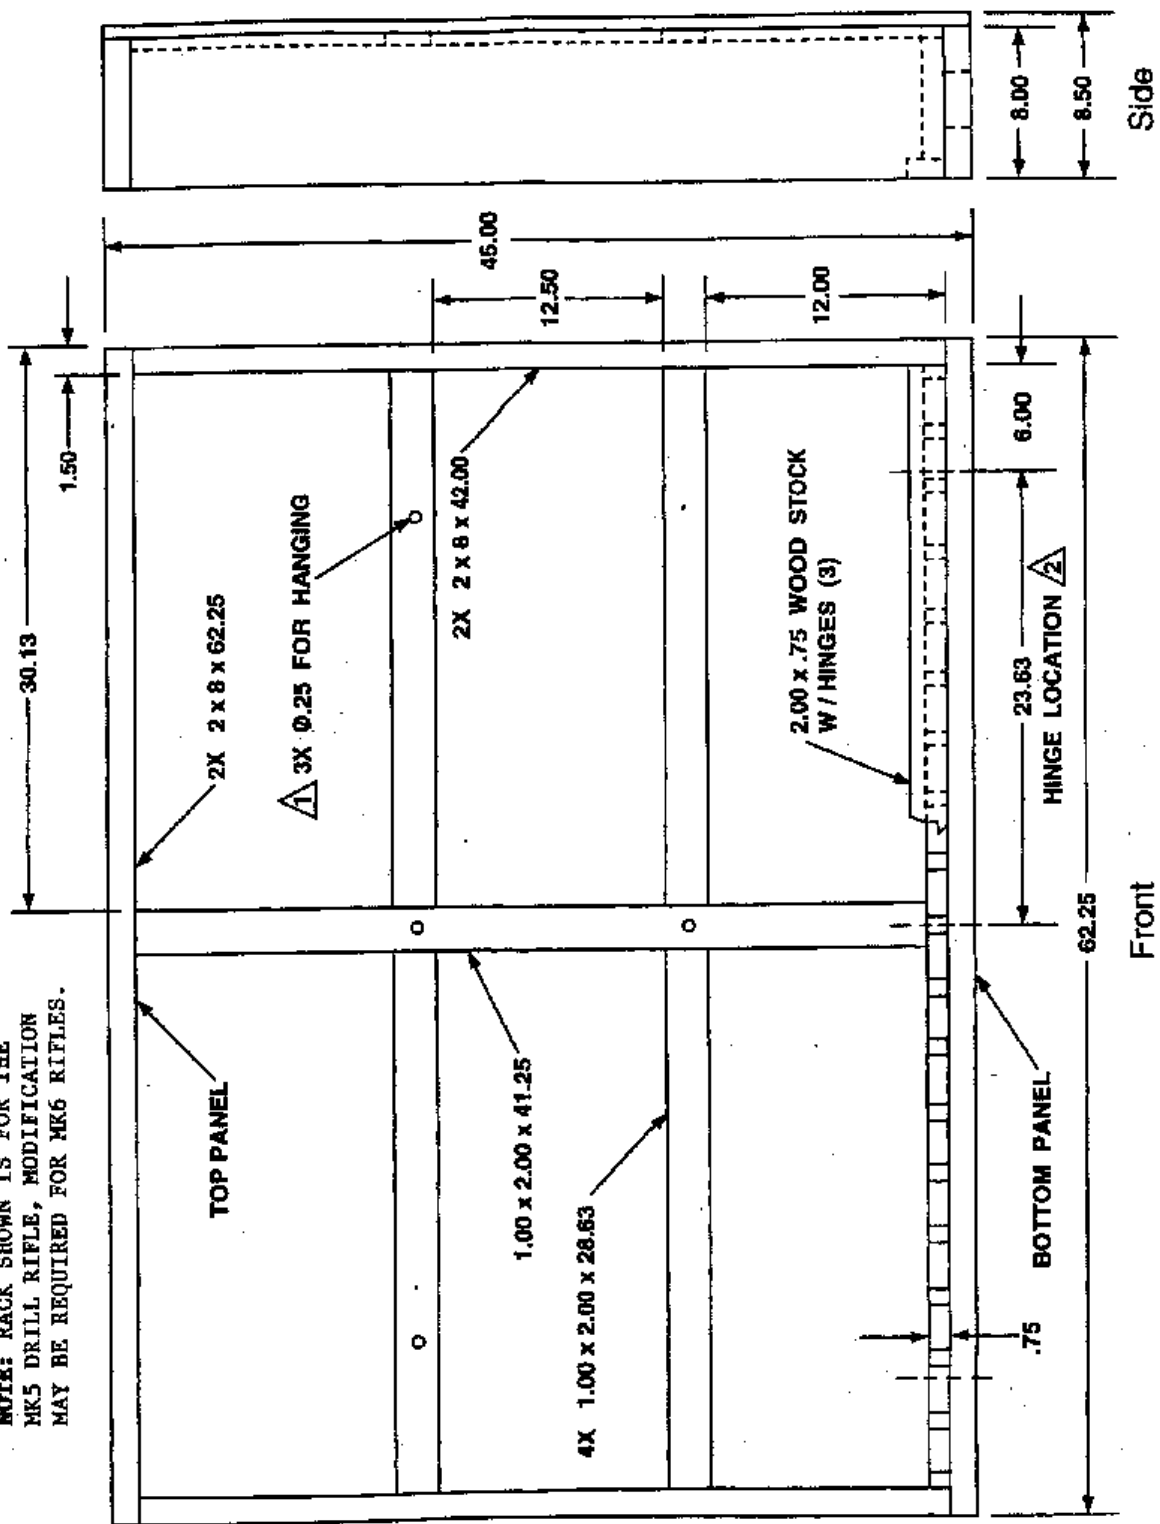 NOTE: RACK SHOWN IS FOR THE
MK5 DRILL RIFLE, MODIFICATION
MAY BE REQUIRED FOR MK6 RIFLES.
30.13
1.50
TOP PANEL
2X 2 x 8 x 62.25
1 3X Ø.25 FOR HANGING
45.00
2X 2 x 8 x 42.00
12.50
1.00 x 2.00 x 41.25
4X 1.00 x 2.00 x 28.63
2.00 x .75 WOOD STOCK
W / HINGES (3)
12.00
.75
BOTTOM PANEL
23.63
6.00
HINGE LOCATION 2
62.25
8.00
8.50
Front
Side